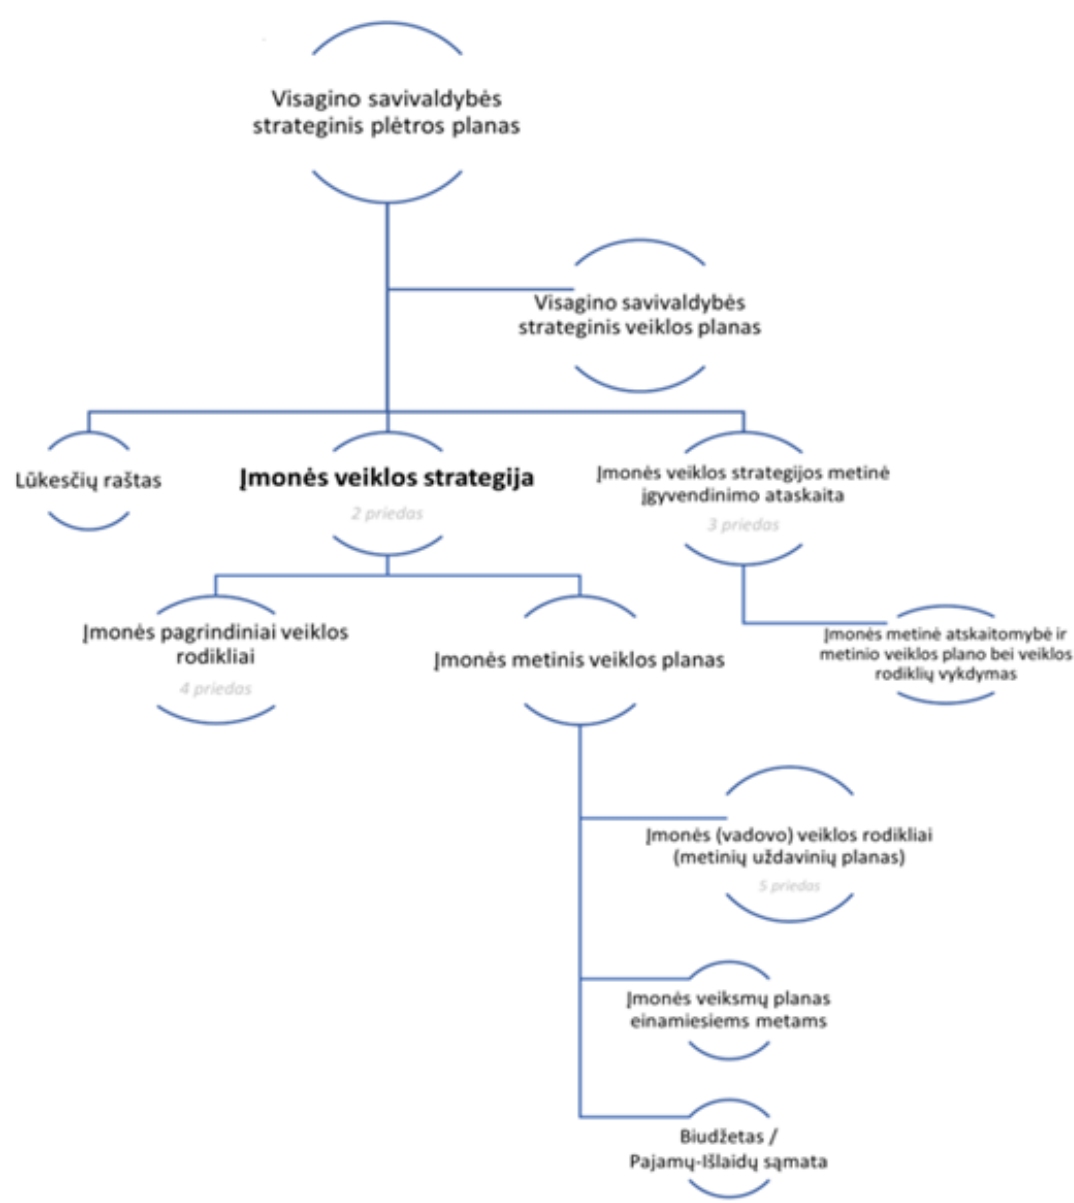 Visagino savivaldybės
strateginis plėtros planas
Visagino savivaldybės
strateginis veiklos planas
Lūkesčių raštas
Įmonės veiklos strategija
2 priedas
Įmonės veiklos strategijos metinė
įgyvendinimo ataskaita
3 priedas
Įmonės pagrindiniai veiklos
rodikliai
4 priedas
Įmonės metinis veiklos planas
Įmonės metinė atskaitomybė ir
metinio veiklos plano bei veiklos
rodiklių vykdymas
Įmonės (vadovo) veiklos rodikliai
(metinių uždavinių planas)
5 priedas
Įmonės veiksmų planas
einamiesiems metams
Biudžetas /
Pajamų-Išlaidų sąmata